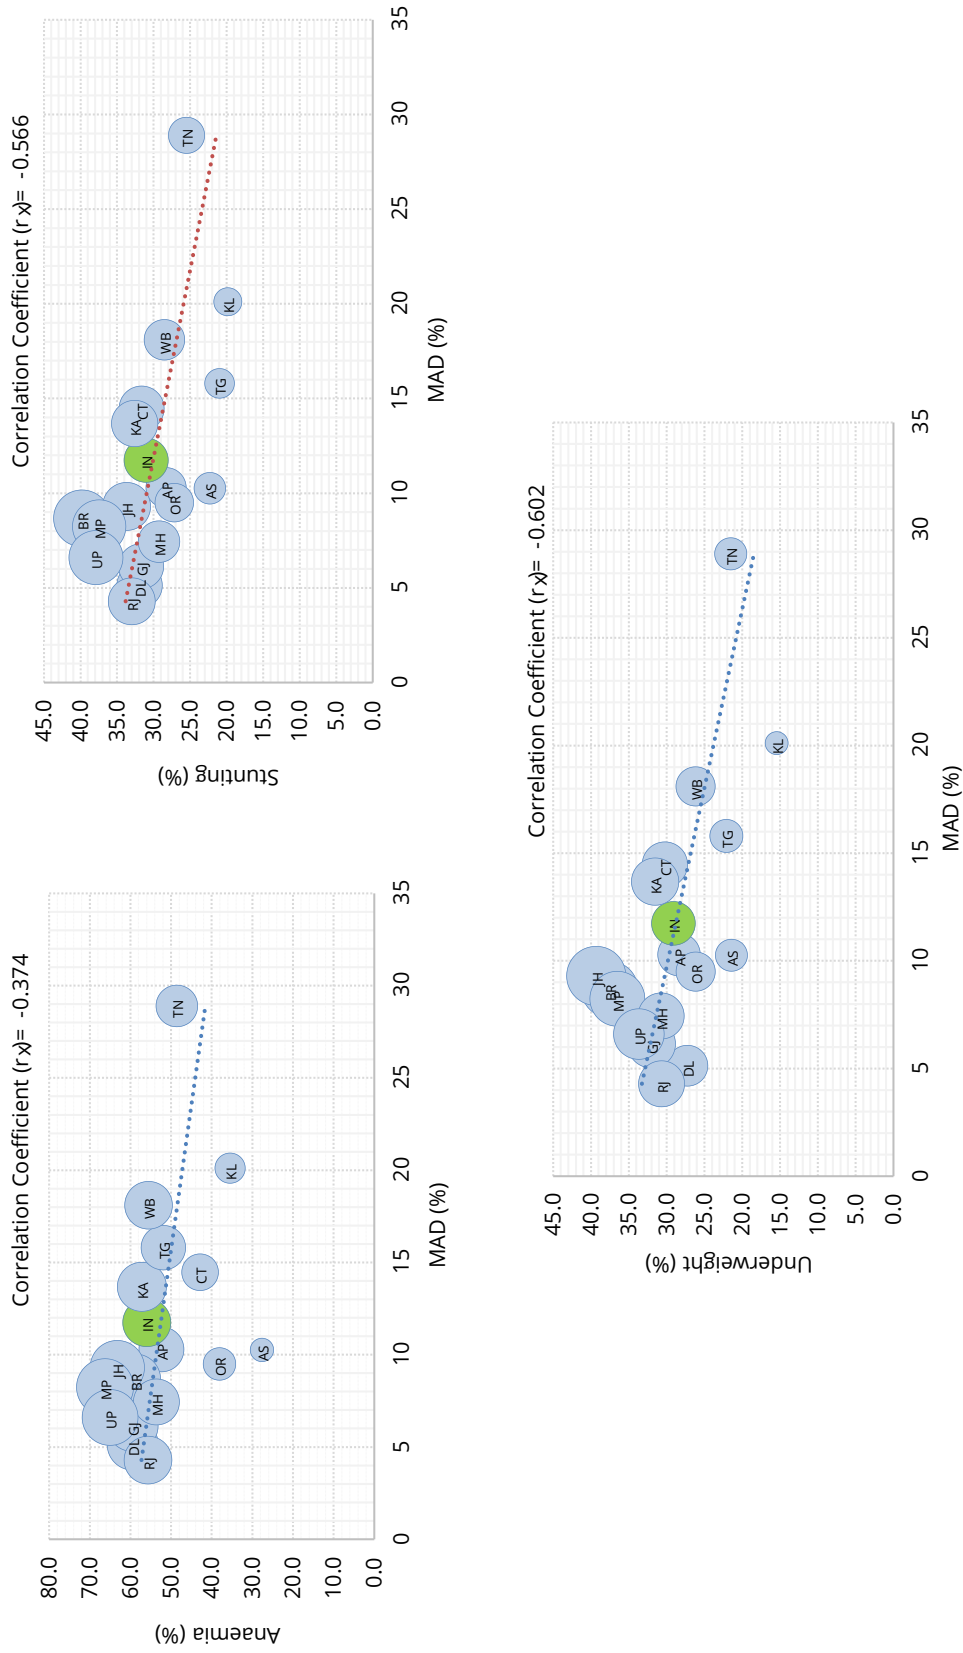 Correlation Coefficient (r x)= -0.374
80.0
70.0
60.0
50.0
40.0
30.0
20.0
10.0
0.0
Anaemia (%)
MP
JH
UP
BR
GJ
DL
RJ
MH
AP
IN
KA
TG
WB
TN
CT
OR
KL
AS
0
5
10
15
20
25
30
35
MAD (%)
Correlation Coefficient (r x)= -0.566
45.0
40.0
35.0
30.0
25.0
20.0
15.0
10.0
5.0
0.0
Stunting (%)
BR
MP
UP
JH
RJ
DL
GJ
MH
AP
OR
IN
KA
CT
WB
TN
AS
TG
KL
0
5
10
15
20
25
30
35
MAD (%)
Correlation Coefficient (r x)= -0.602
45.0
40.0
35.0
30.0
25.0
20.0
15.0
10.0
5.0
0.0
Underweight (%)
JH
BR
MP
UP
GJ
MH
RJ
DL
AP
OR
IN
KA
CT
WB
TN
AS
TG
KL
0
5
10
15
20
25
30
35
MAD (%)